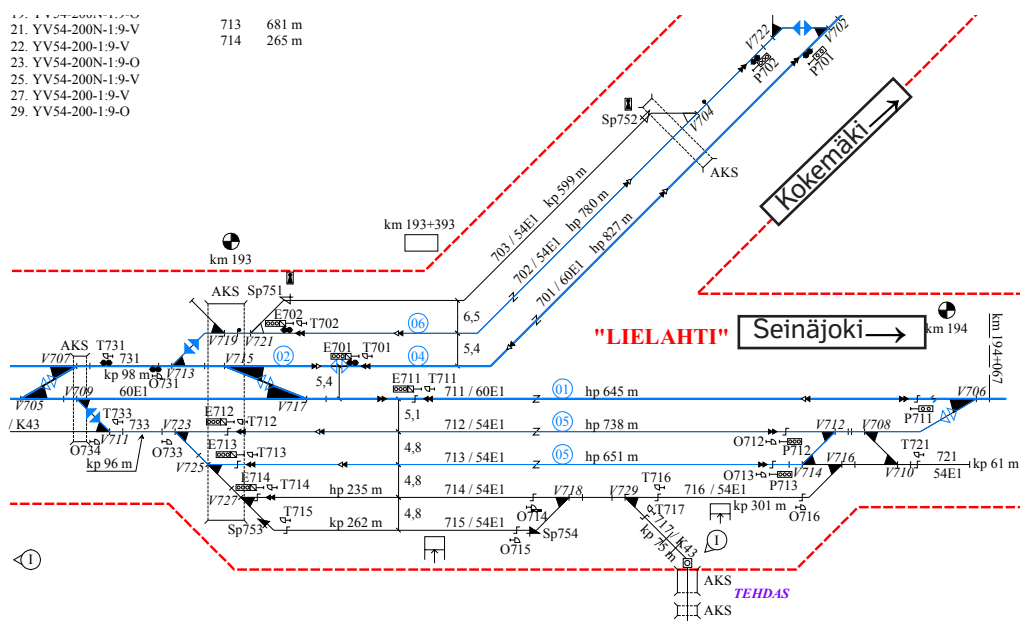 21. YV54-200N-1:9-V
22. YV54-200-1:9-V
23. YV54-200N-1:9-O
25. YV54-200N-1:9-V
27. YV54-200-1:9-V
29. YV54-200-1:9-O
713 681 m
714 265 m
V722
V702
P702
P701
Sp752
V704
AKS
Kokemäki
703 / 54E1 kp 599 m
702 / 54E1 hp 780 m
701 / 60E1 hp 827 m
km 193+393
km 193
AKS
Sp751
E702
T702
06
6,5
V719
V721
5,4
"LIELAHTI"
Seinäjoki
km 194
km 194+067
AKS
T731
V707
731
kp 98 m
O731
V713
V715
02
E701
T701
04
5,4
V705
V709
60E1
V717
E711
T711
711 / 60E1
01
hp 645 m
V706
P711
5,1
/ K43
T733
733
V711
V723
E712
T712
712 / 54E1
05
hp 738 m
O712
P712
V712
V708
O734
kp 96 m
O733
E713
T713
4,8
713 / 54E1
05
hp 651 m
O713
P713
V714
V716
T721
721
54E1
kp 61 m
V710
V725
E714
T714
hp 235 m
4,8
714 / 54E1
V718
V729
T716
716 / 54E1
kp 301 m
O716
V727
Sp753
T715
kp 262 m
4,8
715 / 54E1
O714
O715
Sp754
T717
717 / K43
kp 75 m
I
I
AKS
TEHDAS
AKS